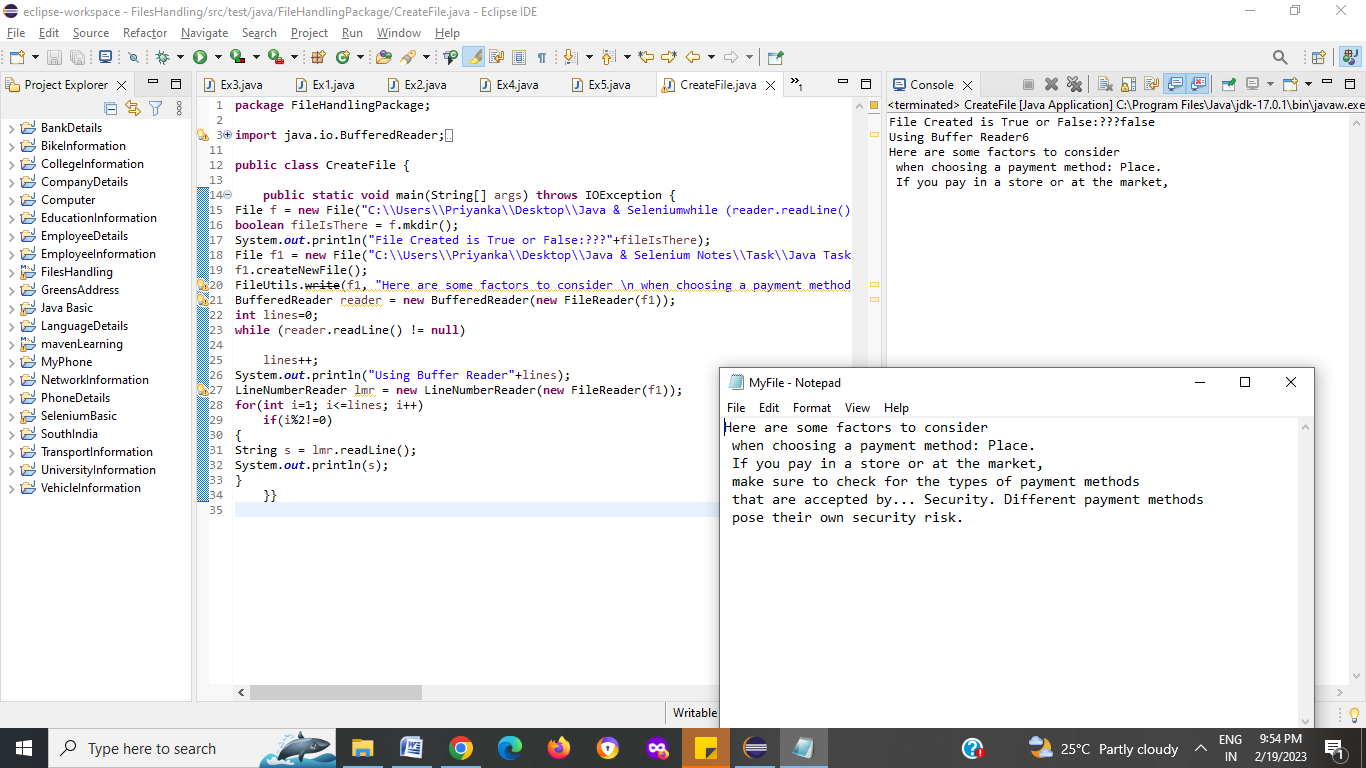 eclipse-workspace - FilesHandling/src/test/java/FileHandlingPackage/CreateFile.java - Eclipse IDE
File Edit Source Refactor Navigate Search Project Run Window Help
Project Explorer
BankDetails
BikeInformation
CollegeInformation
CompanyDetails
Computer
EducationInformation
EmployeeDetails
EmployeeInformation
FilesHandling
GreensAddress
Java Basic
LanguageDetails
mavenLearning
MyPhone
NetworkInformation
PhoneDetails
SeleniumBasic
SouthIndia
TransportInformation
UniversityInformation
VehicleInformation
Ex3.java Ex1.java Ex2.java Ex4.java Ex5.java CreateFile.java »1
1 package FileHandlingPackage;
2
3 import java.io.BufferedReader;
11
12 public class CreateFile {
13
14 public static void main(String[] args) throws IOException {
15 File f = new File("C:\\Users\\Priyanka\\Desktop\\Java & Seleniumwhile (reader.readLine()
16 boolean fileIsThere = f.mkdir();
17 System.out.println("File Created is True or False:???"+fileIsThere);
18 File f1 = new File("C:\\Users\\Priyanka\\Desktop\\Java & Selenium Notes\\Task\\Java Task
19 f1.createNewFile();
20 FileUtils.write(f1, "Here are some factors to consider \n when choosing a payment method
21 BufferedReader reader = new BufferedReader(new FileReader(f1));
22 int lines=0;
23 while (reader.readLine() != null)
24
25 lines++;
26 System.out.println("Using Buffer Reader"+lines);
27 LineNumberReader lmr = new LineNumberReader(new FileReader(f1));
28 for(int i=1; i<=lines; i++)
29 if(i%2!=0)
30 {
31 String s = lmr.readLine();
32 System.out.println(s);
33 }
34 }}
35
Console
<terminated> CreateFile [Java Application] C:\Program Files\Java\jdk-17.0.1\bin\javaw.exe
File Created is True or False:???false
Using Buffer Reader6
Here are some factors to consider
when choosing a payment method: Place.
If you pay in a store or at the market,
MyFile - Notepad
File Edit Format View Help
Here are some factors to consider
when choosing a payment method: Place.
If you pay in a store or at the market,
make sure to check for the types of payment methods
that are accepted by... Security. Different payment methods
pose their own security risk.
Writable
Type here to search
25°C Partly cloudy
ENG
IN
9:54 PM
2/19/2023
1